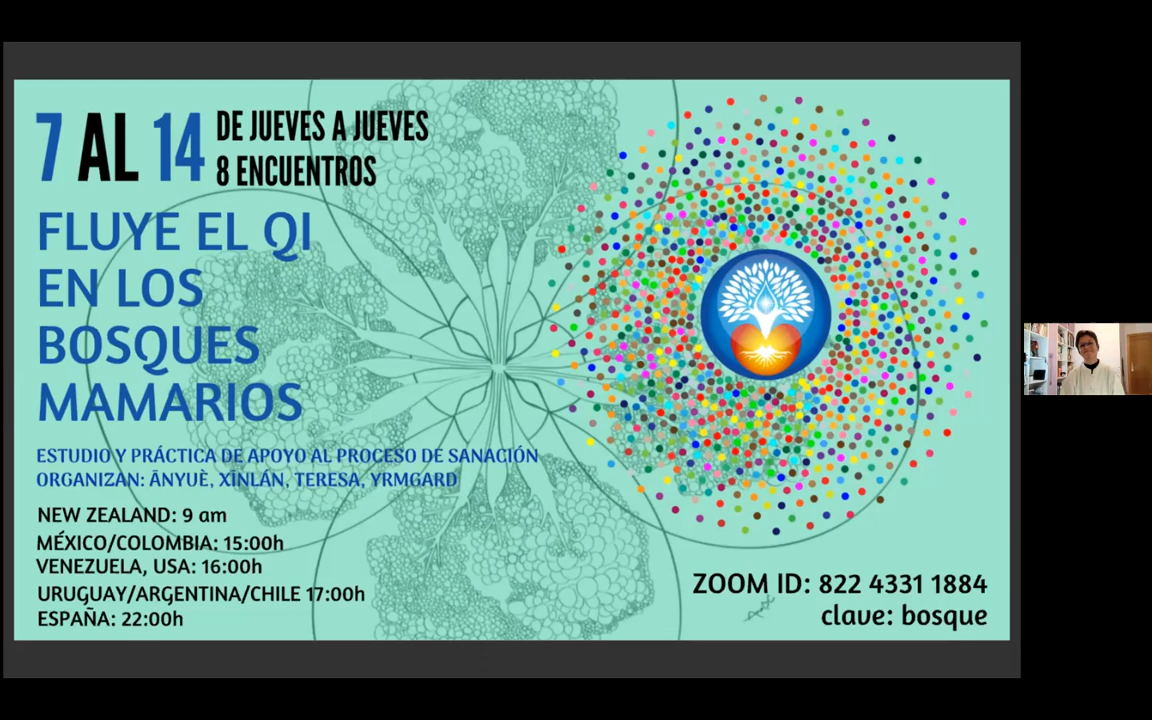 7 AL 14
DE JUEVES A JUEVES
8 ENCUENTROS
FLUYE EL QI
EN LOS
BOSQUES
MAMARIOS
ESTUDIO Y PRÁCTICA DE APOYO AL PROCESO DE SANACIÓN
ORGANIZAN: ĀNYUÈ, XĪNLÁN, TERESA, YRMGARD
NEW ZEALAND: 9 am
MÉXICO/COLOMBIA: 15:00h
VENEZUELA, USA: 16:00h
URUGUAY/ARGENTINA/CHILE 17:00h
ESPAÑA: 22:00h
ZOOM ID: 822 4331 1884
clave: bosque